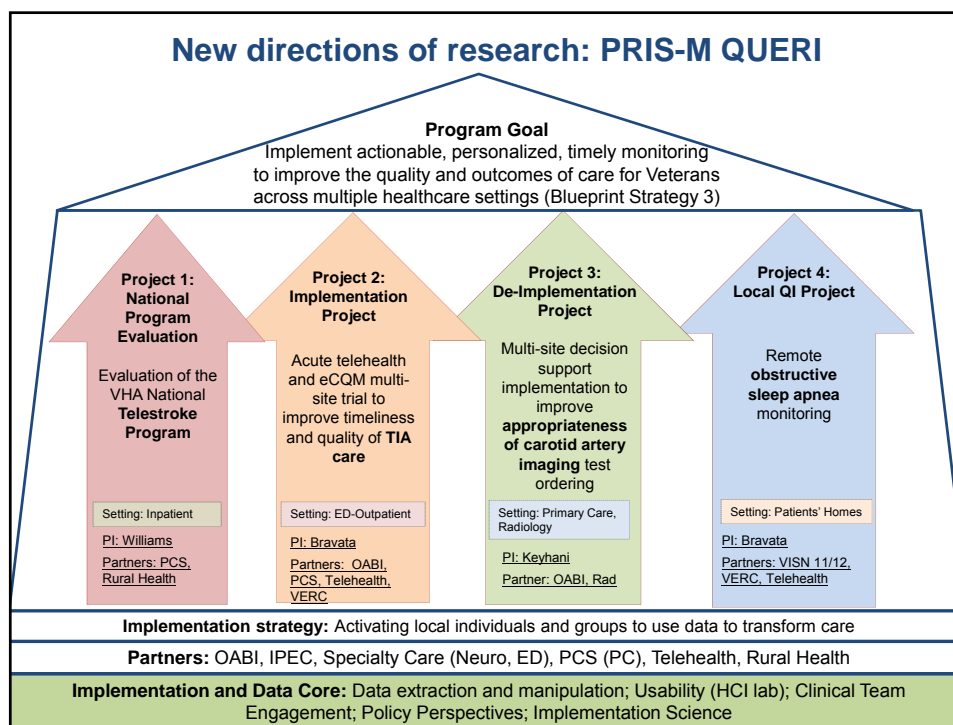 New directions of research: PRIS-M QUERI
Program Goal
Implement actionable, personalized, timely monitoring
to improve the quality and outcomes of care for Veterans
across multiple healthcare settings (Blueprint Strategy 3)
Project 1:
National
Program
Evaluation
Evaluation of the
VHA National
Telestroke
Program
Setting: Inpatient
PI: Williams
Partners: PCS,
Rural Health
Project 2:
Implementation
Project
Acute telehealth
and eCQM multi-
site trial to
improve timeliness
and quality of TIA
care
Setting: ED-Outpatient
PI: Bravata
Partners: OABI,
PCS, Telehealth,
VERC
Project 3:
De-Implementation
Project
Multi-site decision
support
implementation to
improve
appropriateness
of carotid artery
imaging test
ordering
Setting: Primary Care,
Radiology
PI: Keyhani
Partner: OABI, Rad
Project 4:
Local QI Project
Remote
obstructive
sleep apnea
monitoring
Setting: Patients' Homes
PI: Bravata
Partners: VISN 11/12,
VERC, Telehealth
Implementation strategy: Activating local individuals and groups to use data to transform care
Partners: OABI, IPEC, Specialty Care (Neuro, ED), PCS (PC), Telehealth, Rural Health
Implementation and Data Core: Data extraction and manipulation; Usability (HCI lab); Clinical Team
Engagement; Policy Perspectives; Implementation Science